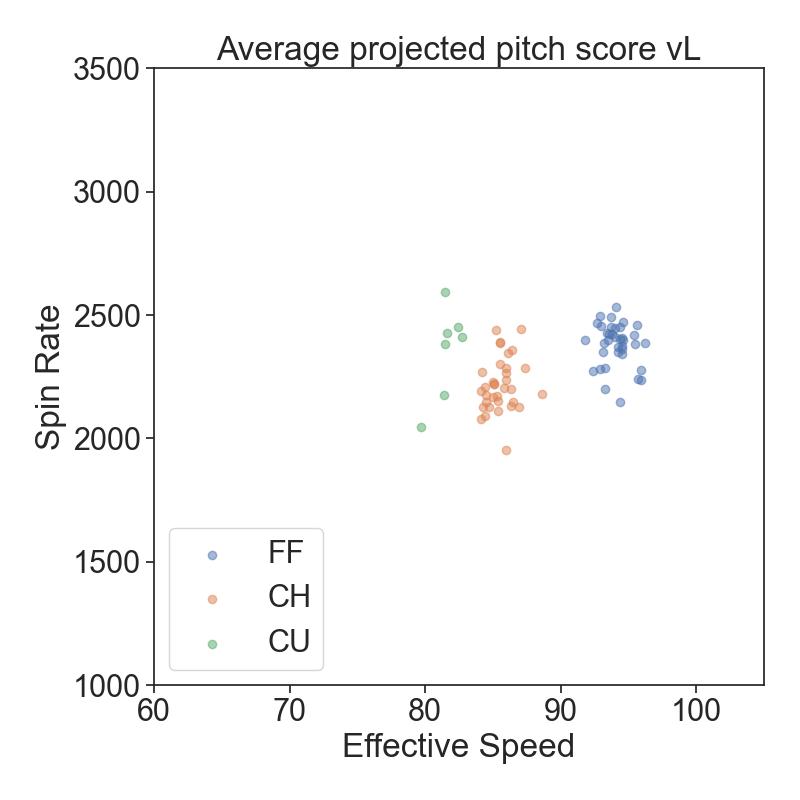 Average projected pitch score vL
3500
3000
2500
2000
1500
1000
Spin Rate
FF
CH
CU
60 70 80 90 100
Effective Speed